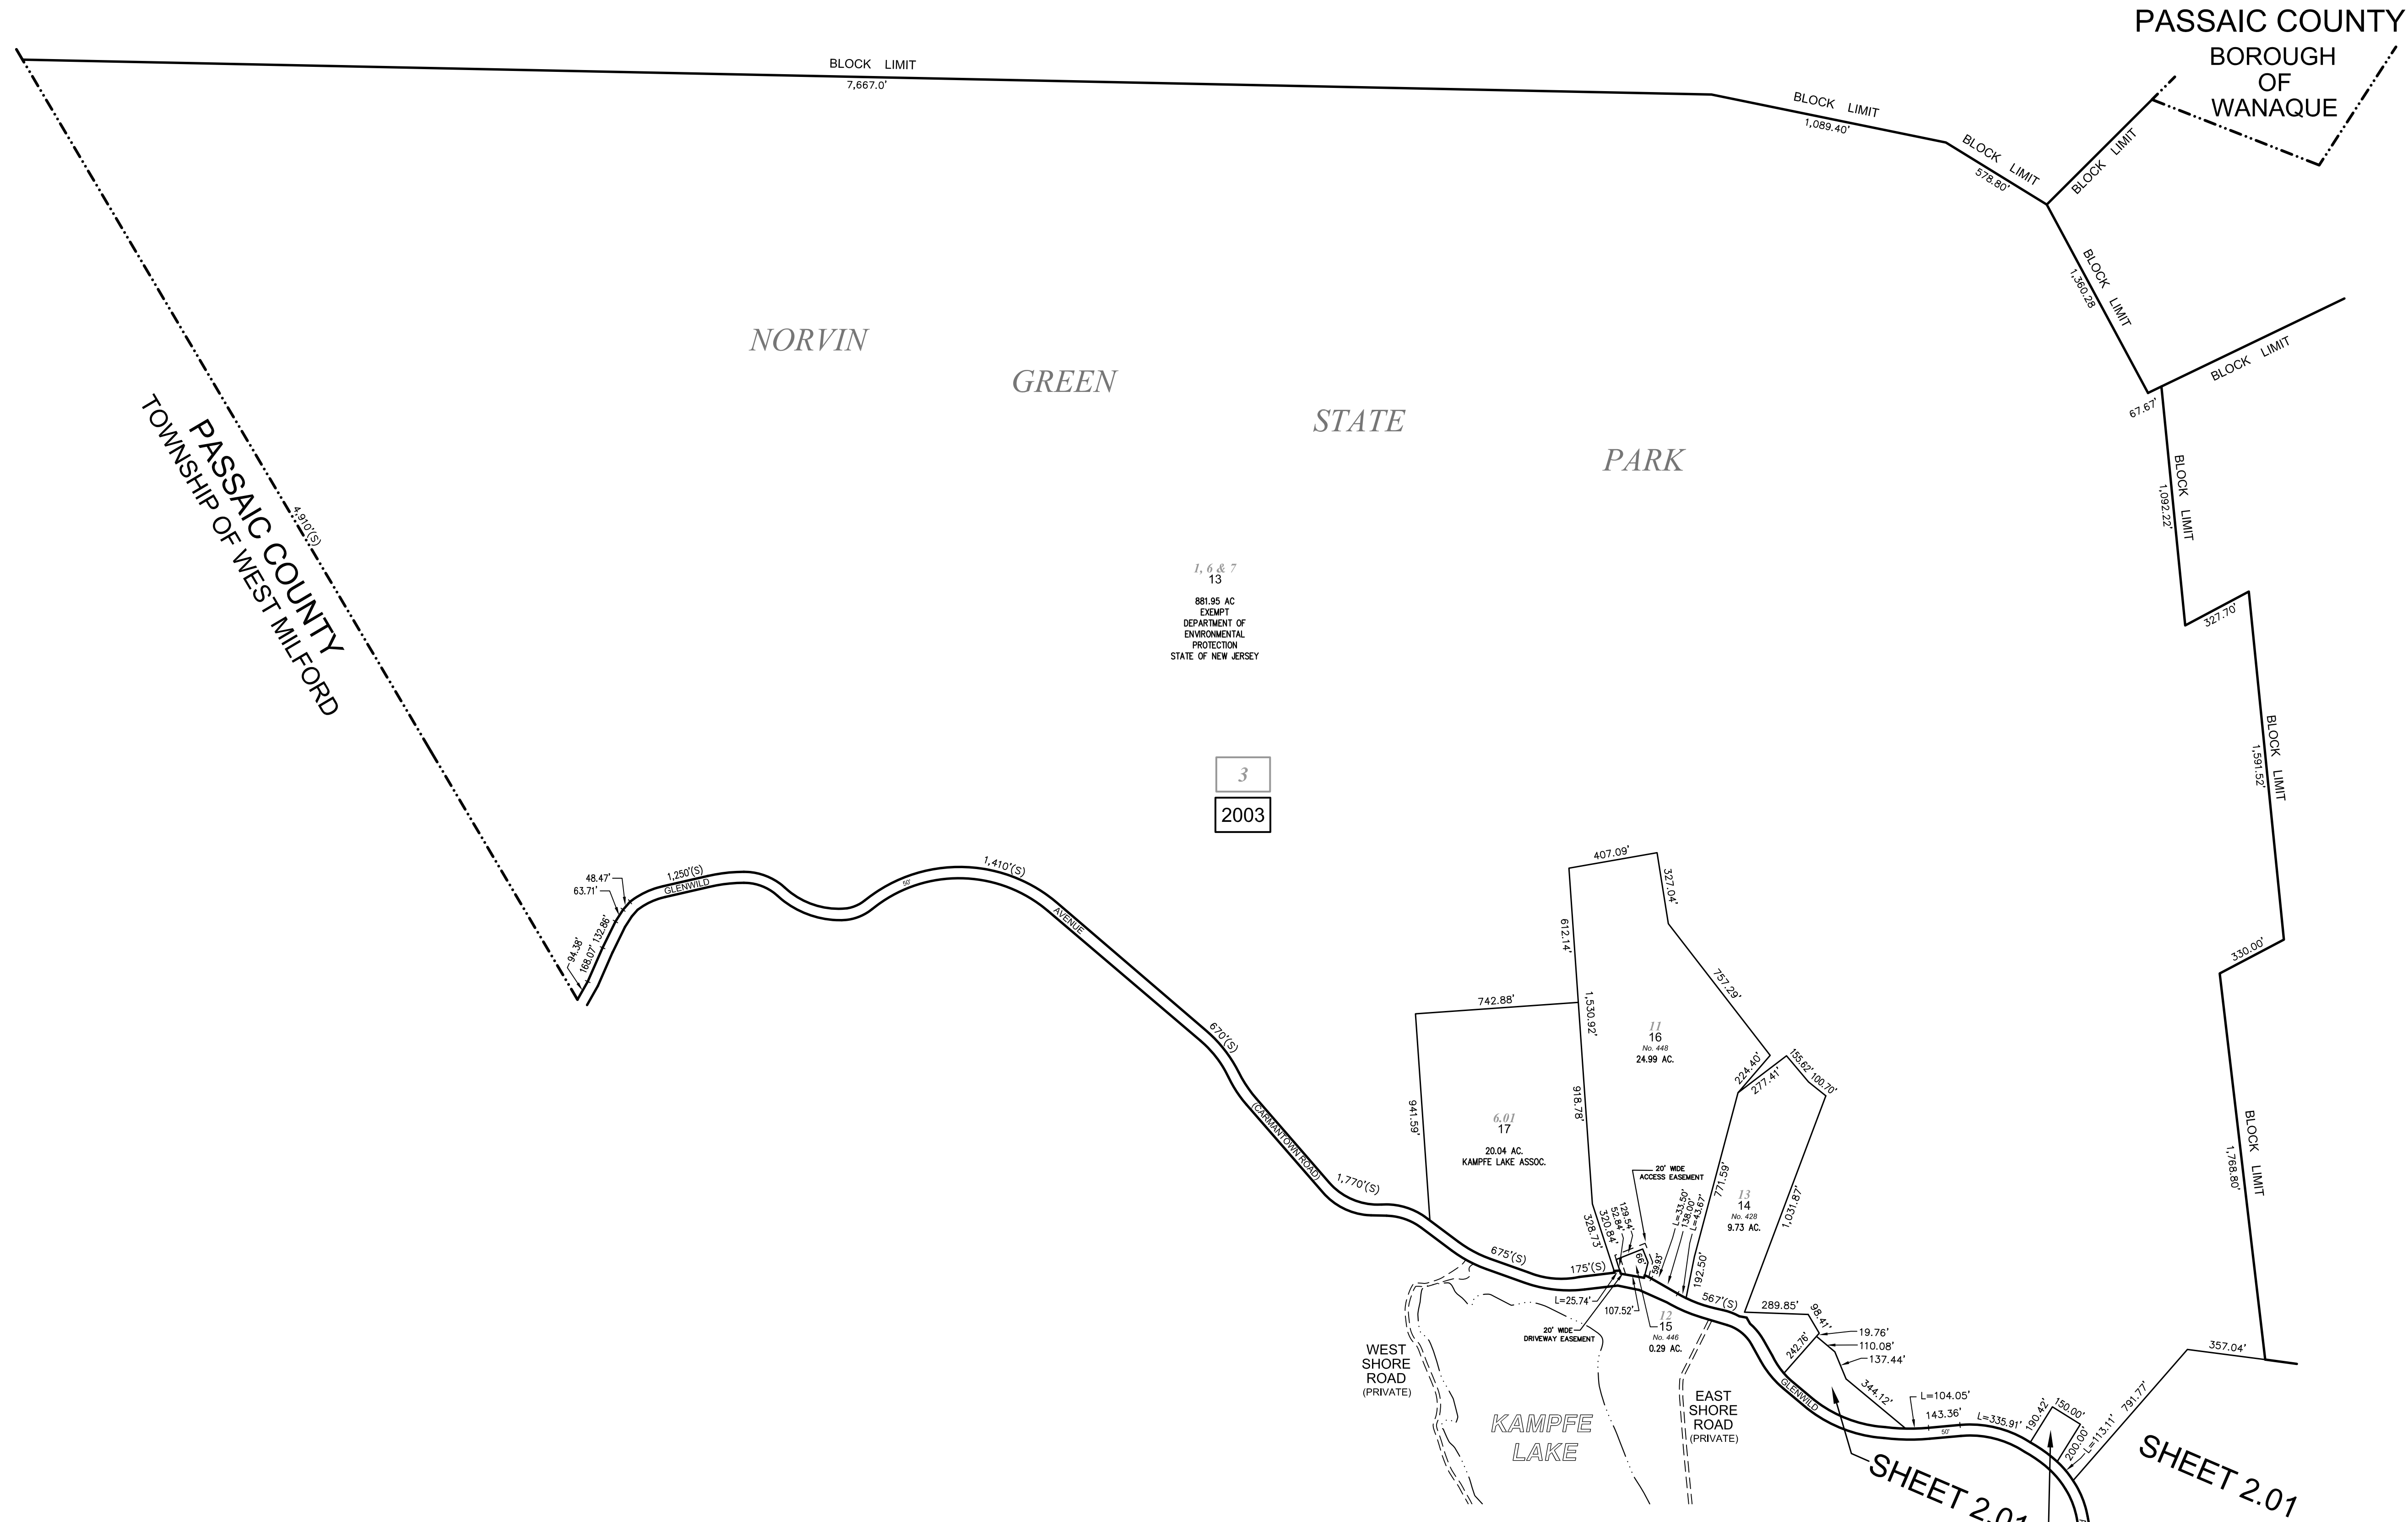 PASSAIC COUNTY
BOROUGH
OF
WANAQUE
BLOCK LIMIT
7,667.0'
BLOCK LIMIT
1,089.40'
BLOCK LIMIT
578.80'
BLOCK LIMIT
BLOCK LIMIT
1,360.28
BLOCK LIMIT
67.67'
BLOCK LIMIT
1,092.22'
327.70'
BLOCK LIMIT
1,591.52'
330.00'
BLOCK LIMIT
1,768.80'
357.04'
791.77'
NORVIN
GREEN
STATE
PARK
PASSAIC COUNTY
TOWNSHIP OF WEST MILFORD
4,910'(S)
1, 6 & 7
13
881.95 AC
EXEMPT
DEPARTMENT OF
ENVIRONMENTAL
PROTECTION
STATE OF NEW JERSEY
3
2003
94.38'
168.07'
132.86'
63.71'
48.47'
1,250'(S)
GLENWILD
50'
1,410'(S)
AVENUE
670'(S)
(CARMANTOWN ROAD)
1,770'(S)
675'(S)
175'(S)
407.09'
327.04'
612.14'
757.29'
1,530.92'
11
16
No. 448
24.99 AC.
224.40'
742.88'
941.59'
918.78'
6.01
17
20.04 AC.
KAMPFE LAKE ASSOC.
277.41'
155.62'
100.70'
771.59'
1,031.87'
13
14
No. 428
9.73 AC.
192.50'
20' WIDE
ACCESS EASEMENT
328.73'
320.84'
52.84'
129.54'
66'
59.93'
L=33.50'
138.00'
L=43.67'
L=25.74'
107.52'
20' WIDE
DRIVEWAY EASEMENT
12
15
No. 446
0.29 AC.
567'(S)
289.85'
98.41'
19.76'
110.08'
137.44'
242.76'
344.12'
GLENWILD
L=104.05'
143.36'
50'
L=335.91'
190.42'
150.00'
200.00'
L=113.11'
WEST
SHORE
ROAD
(PRIVATE)
EAST
SHORE
ROAD
(PRIVATE)
KAMPFE
LAKE
SHEET 2.01
SHEET 2.01